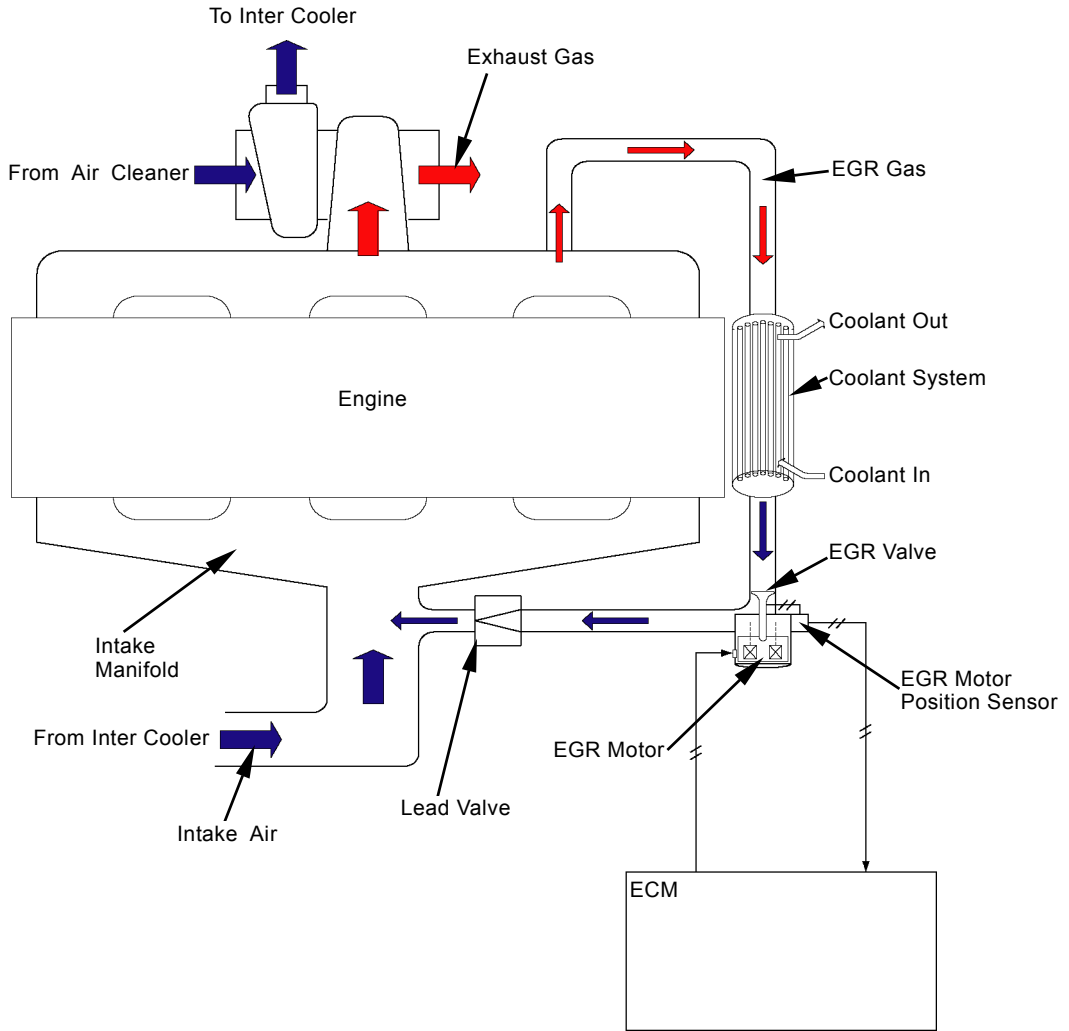 To Inter Cooler
Exhaust Gas
From Air Cleaner
EGR Gas
Coolant Out
Coolant System
Engine
Coolant In
EGR Valve
Intake
Manifold
EGR Motor
Position Sensor
From Inter Cooler
EGR Motor
Lead Valve
Intake Air
ECM